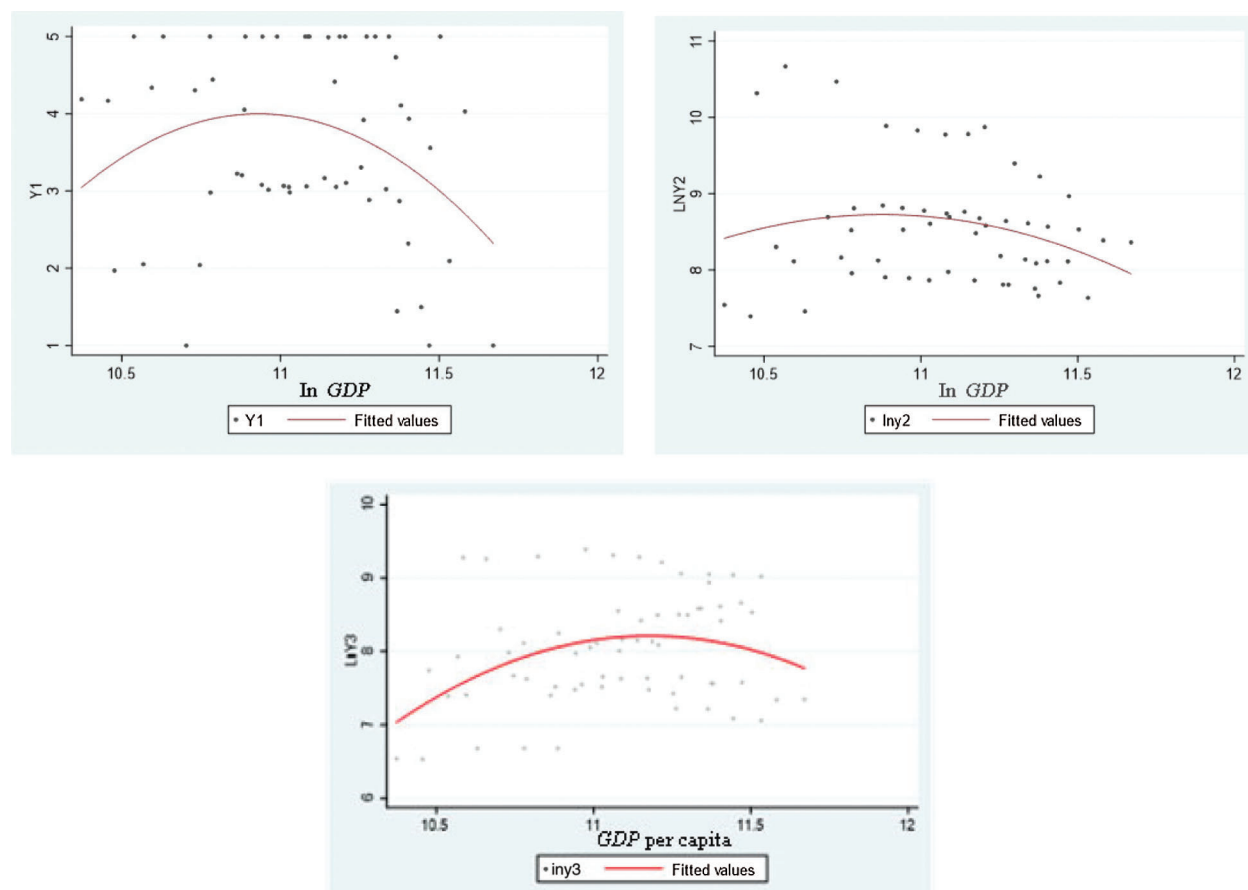 5
4
3
2
1
Y1
10.5 11 11.5 12
In GDP
Y1 Fitted values
11
10
9
8
7
LNY2
10.5 11 11.5 12
In GDP
lny2 Fitted values
10
9
8
7
6
LnY3
10.5 11 11.5 12
GDP per capita
iny3 Fitted values